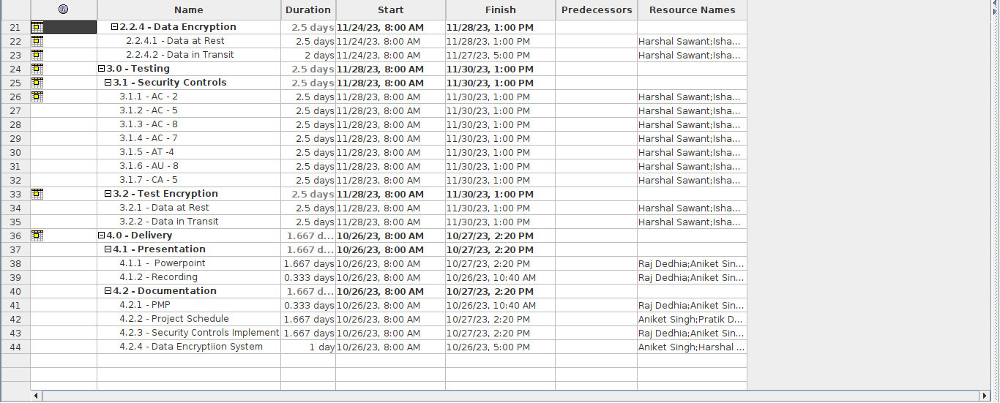 Name Duration Start Finish Predecessors Resource Names
21 2.2.4 - Data Encryption 2.5 days 11/24/23, 8:00 AM 11/28/23, 1:00 PM
22 2.2.4.1 - Data at Rest 2.5 days 11/24/23, 8:00 AM 11/28/23, 1:00 PM Harshal Sawant;Isha...
23 2.2.4.2 - Data in Transit 2 days 11/24/23, 8:00 AM 11/27/23, 5:00 PM Harshal Sawant;Isha...
24 3.0 - Testing 2.5 days 11/28/23, 8:00 AM 11/30/23, 1:00 PM
25 3.1 - Security Controls 2.5 days 11/28/23, 8:00 AM 11/30/23, 1:00 PM
26 3.1.1 - AC - 2 2.5 days 11/28/23, 8:00 AM 11/30/23, 1:00 PM Harshal Sawant;Isha...
27 3.1.2 - AC - 5 2.5 days 11/28/23, 8:00 AM 11/30/23, 1:00 PM Harshal Sawant;Isha...
28 3.1.3 - AC - 8 2.5 days 11/28/23, 8:00 AM 11/30/23, 1:00 PM Harshal Sawant;Isha...
29 3.1.4 - AC - 7 2.5 days 11/28/23, 8:00 AM 11/30/23, 1:00 PM Harshal Sawant;Isha...
30 3.1.5 - AT -4 2.5 days 11/28/23, 8:00 AM 11/30/23, 1:00 PM Harshal Sawant;Isha...
31 3.1.6 - AU - 8 2.5 days 11/28/23, 8:00 AM 11/30/23, 1:00 PM Harshal Sawant;Isha...
32 3.1.7 - CA - 5 2.5 days 11/28/23, 8:00 AM 11/30/23, 1:00 PM Harshal Sawant;Isha...
33 3.2 - Test Encryption 2.5 days 11/28/23, 8:00 AM 11/30/23, 1:00 PM
34 3.2.1 - Data at Rest 2.5 days 11/28/23, 8:00 AM 11/30/23, 1:00 PM Harshal Sawant;Isha...
35 3.2.2 - Data in Transit 2.5 days 11/28/23, 8:00 AM 11/30/23, 1:00 PM Harshal Sawant;Isha...
36 4.0 - Delivery 1.667 d... 10/26/23, 8:00 AM 10/27/23, 2:20 PM
37 4.1 - Presentation 1.667 d... 10/26/23, 8:00 AM 10/27/23, 2:20 PM
38 4.1.1 - Powerpoint 1.667 days 10/26/23, 8:00 AM 10/27/23, 2:20 PM Raj Dedhia;Aniket Sin...
39 4.1.2 - Recording 0.333 days 10/26/23, 8:00 AM 10/26/23, 10:40 AM Raj Dedhia;Aniket Sin...
40 4.2 - Documentation 1.667 d... 10/26/23, 8:00 AM 10/27/23, 2:20 PM
41 4.2.1 - PMP 0.333 days 10/26/23, 8:00 AM 10/26/23, 10:40 AM Raj Dedhia;Aniket Sin...
42 4.2.2 - Project Schedule 1.667 days 10/26/23, 8:00 AM 10/27/23, 2:20 PM Aniket Singh;Pratik D...
43 4.2.3 - Security Controls Implement 1.667 days 10/26/23, 8:00 AM 10/27/23, 2:20 PM Raj Dedhia;Aniket Sin...
44 4.2.4 - Data Encryptiion System 1 day 10/26/23, 8:00 AM 10/26/23, 5:00 PM Aniket Singh;Harshal ...